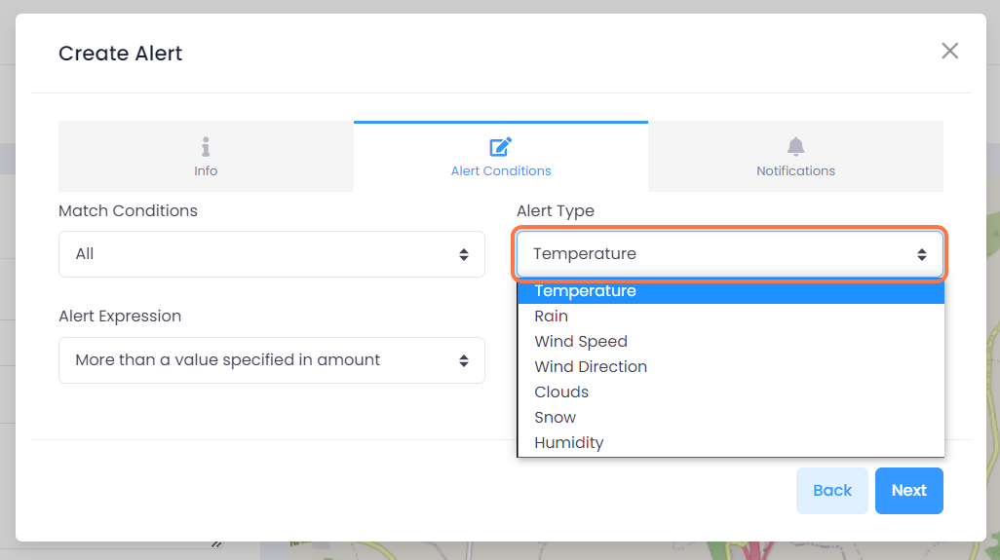 Create Alert
Info
Alert Conditions
Notifications
Match Conditions
Alert Type
All
Temperature
Temperature
Alert Expression
Rain
Wind Speed
More than a value specified in amount
Wind Direction
Clouds
Snow
Humidity
Back
Next